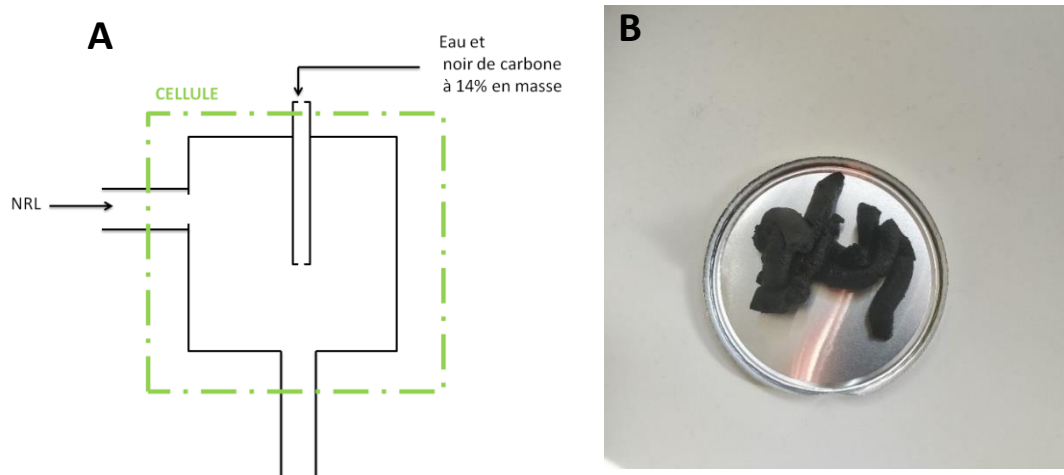 A
Eau et
noir de carbone
à 14% en masse
CELLULE
NRL
B